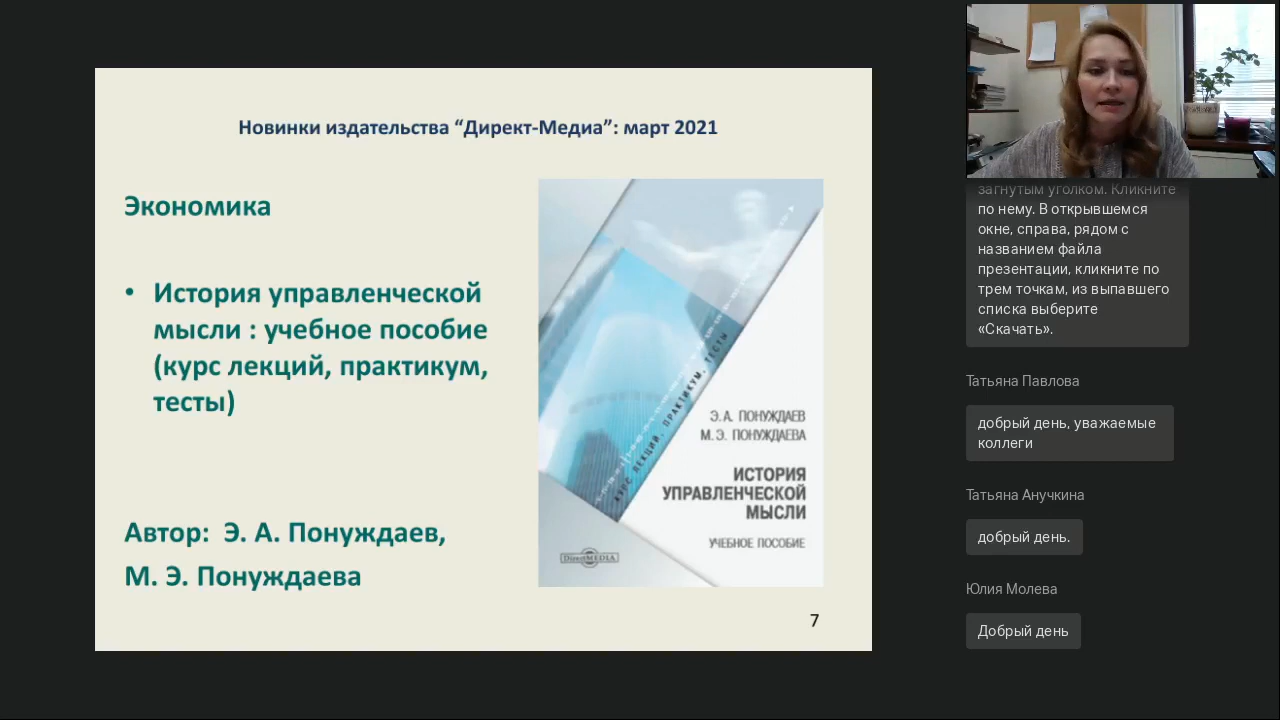 Новинки издательства “Директ-Медиа”: март 2021
Экономика
• История управленческой
мысли : учебное пособие
(курс лекций, практикум,
тесты)
Автор: Э. А. Понуждаев,
М. Э. Понуждаева
КУРС ЛЕКЦИЙ, ПРАКТИКУМ, ТЕСТЫ
Э.А. ПОНУЖДАЕВ
М.Э. ПОНУЖДАЕВА
ИСТОРИЯ
УПРАВЛЕНЧЕСКОЙ
МЫСЛИ
УЧЕБНОЕ ПОСОБИЕ
DirectMEDIA
7
загнутым уголком. Кликните
по нему. В открывшемся
окне, справа, рядом с
названием файла
презентации, кликните по
трем точкам, из выпавшего
списка выберите
«Скачать».
Татьяна Павлова
добрый день, уважаемые
коллеги
Татьяна Анучкина
добрый день.
Юлия Молева
Добрый день